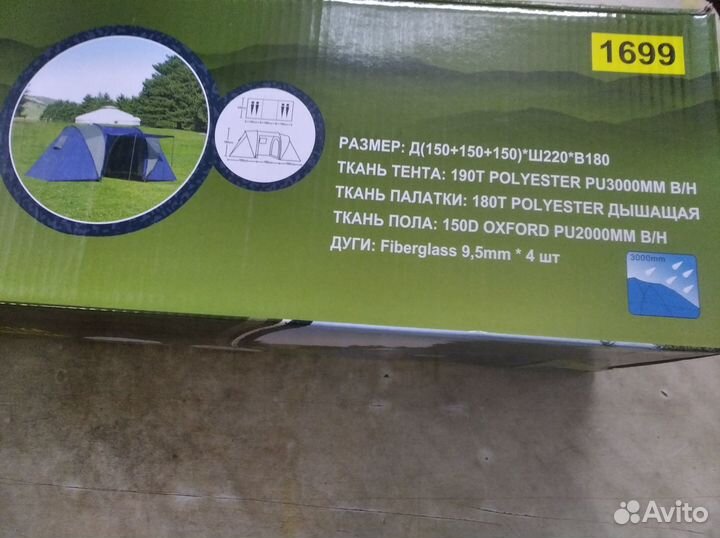 1699
РАЗМЕР: Д(150+150+150)*Ш220*В180
ТКАНЬ ТЕНТА: 190T POLYESTER PU3000MM В/Н
ТКАНЬ ПАЛАТКИ: 180T POLYESTER ДЫШАЩАЯ
ТКАНЬ ПОЛА: 150D OXFORD PU2000MM В/Н
ДУГИ: Fiberglass 9,5mm * 4 шт
3000mm
Avito